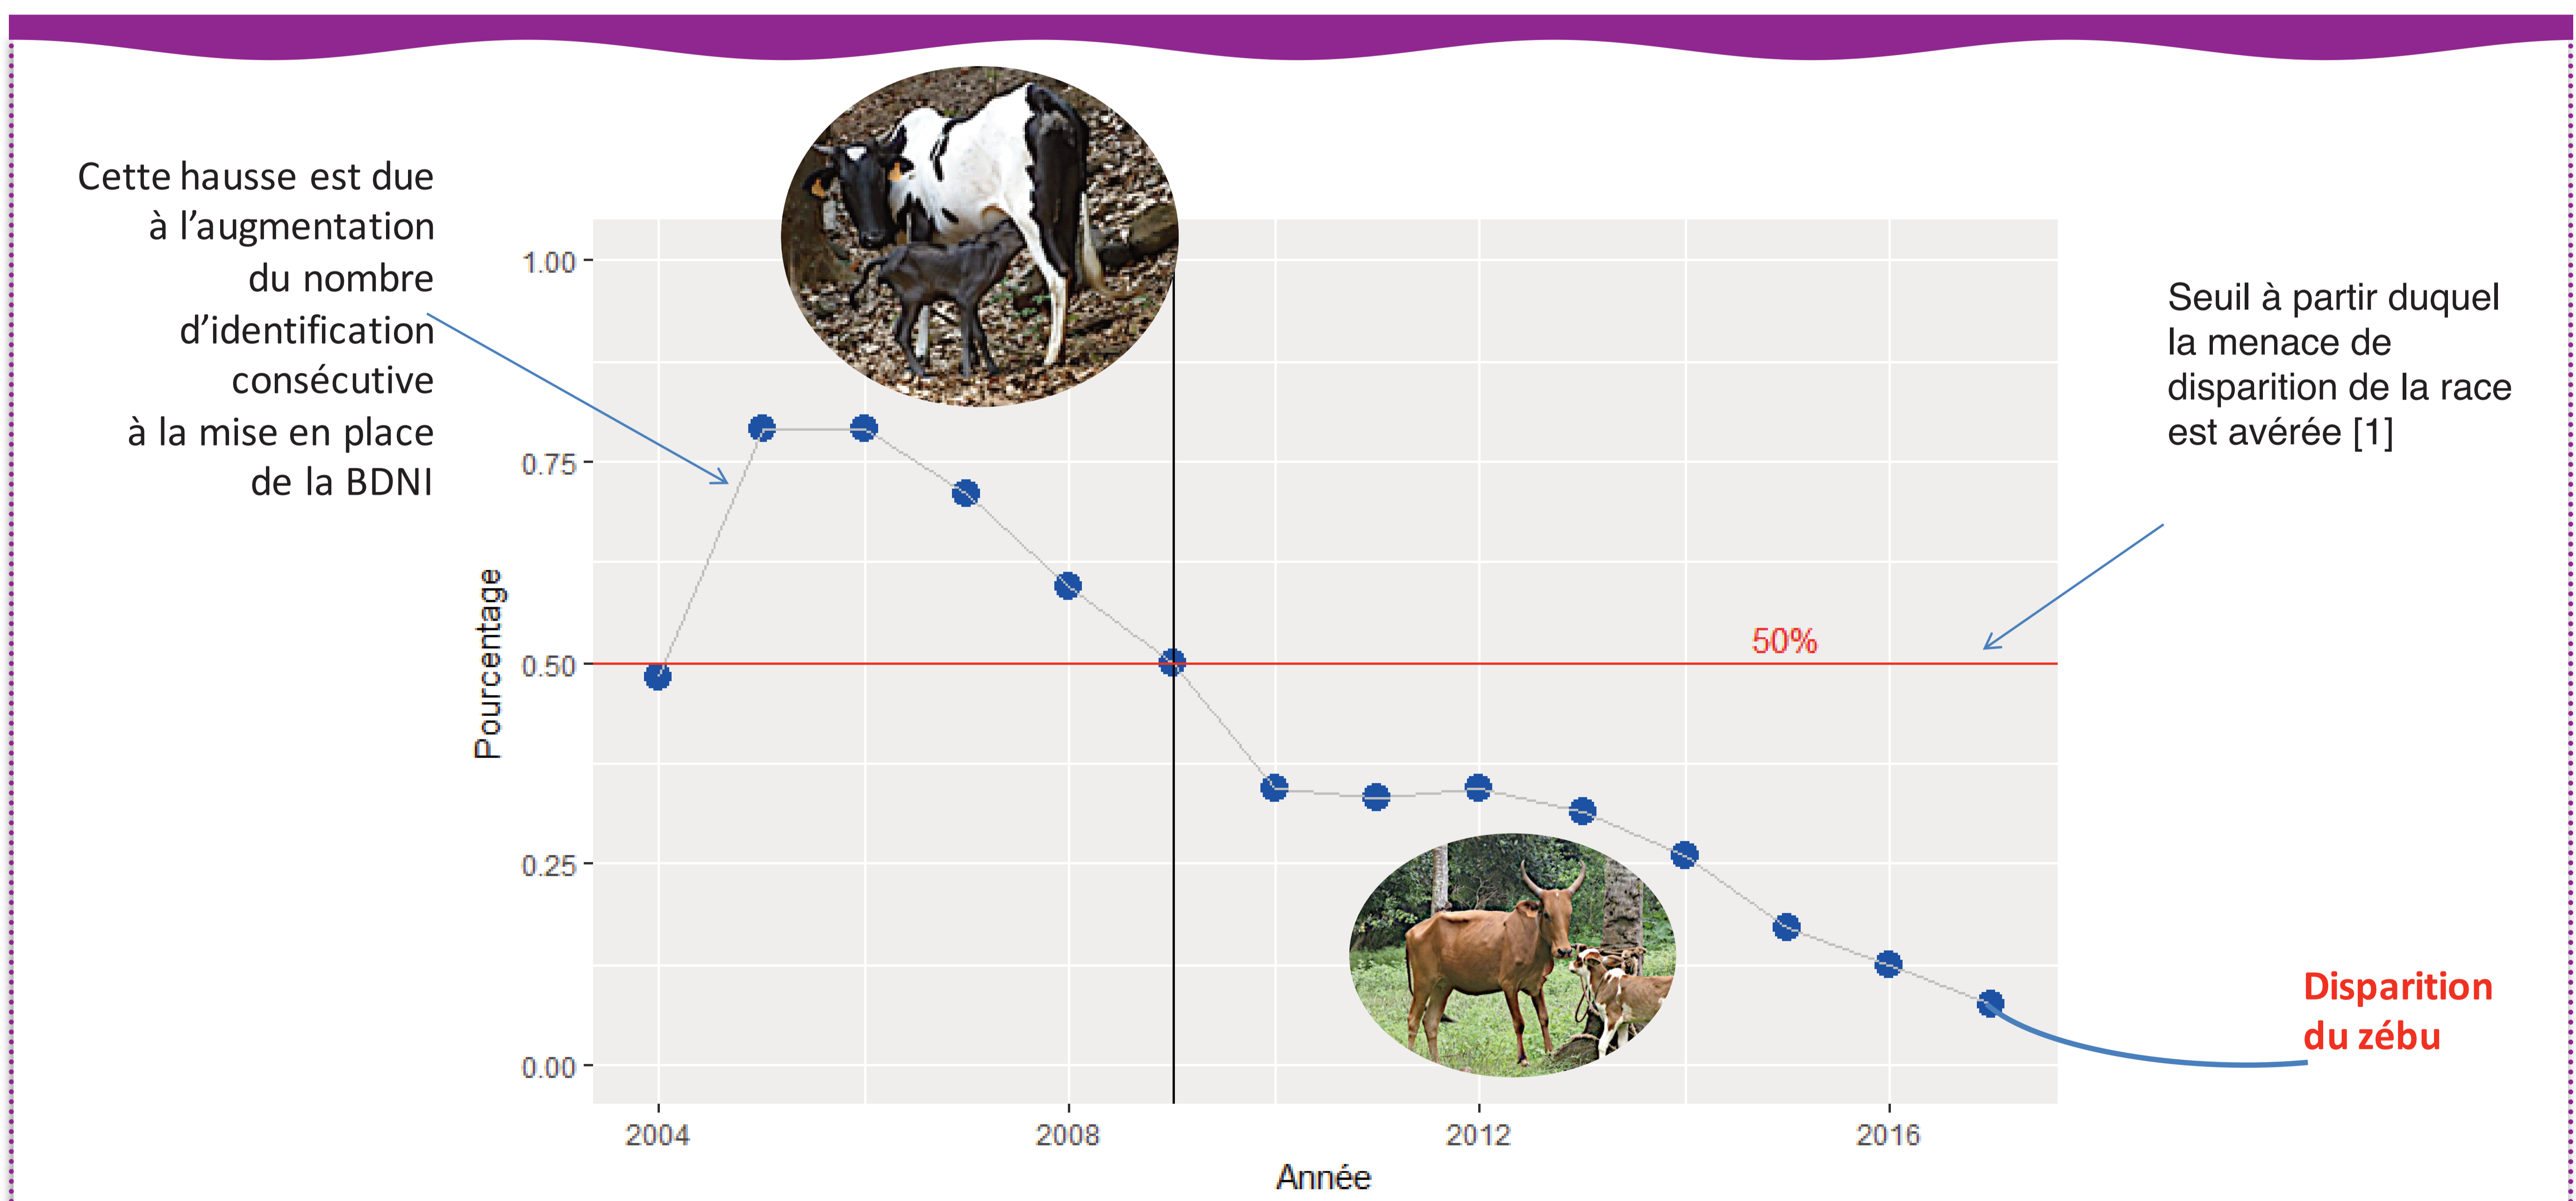 Cette hausse est due
à l’augmentation
du nombre
d’identification
consécutive
à la mise en place
de la BDNI
Seuil à partir duquel
la menace de
disparition de la race
est avérée [1]
Pourcentage
1.00
0.75
0.50
0.25
0.00
50%
Disparition
du zébu
2004
2008
2012
2016
Année